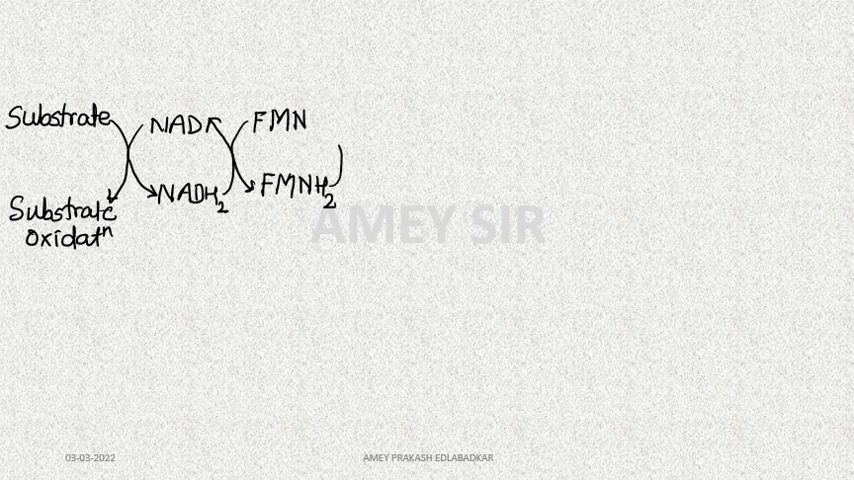 Substrate NAD FMN
NADH2 FMNH2
Substrate
oxidatn
AMEY SIR
03-03-2022 AMEY PRAKASH EDLABADKAR